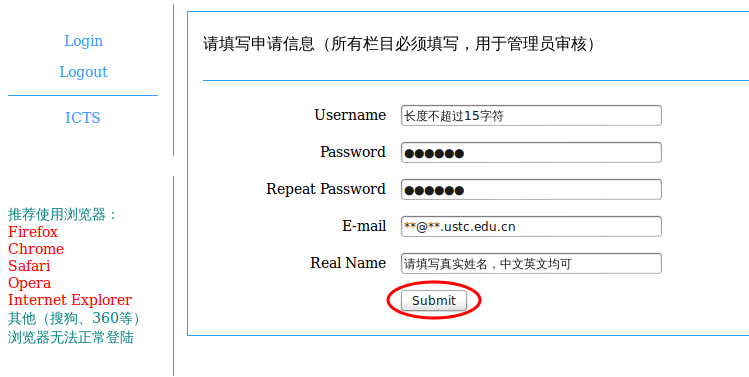 Login
Logout
ICTS
推荐使用浏览器：
Firefox
Chrome
Safari
Opera
Internet Explorer
其他（搜狗、360等）
浏览器无法正常登陆
请填写申请信息（所有栏目必须填写，用于管理员审核）
Username 长度不超过15字符
Password ●●●●●●
Repeat Password ●●●●●●
E-mail **@**.ustc.edu.cn
Real Name 请填写真实姓名，中文英文均可
Submit